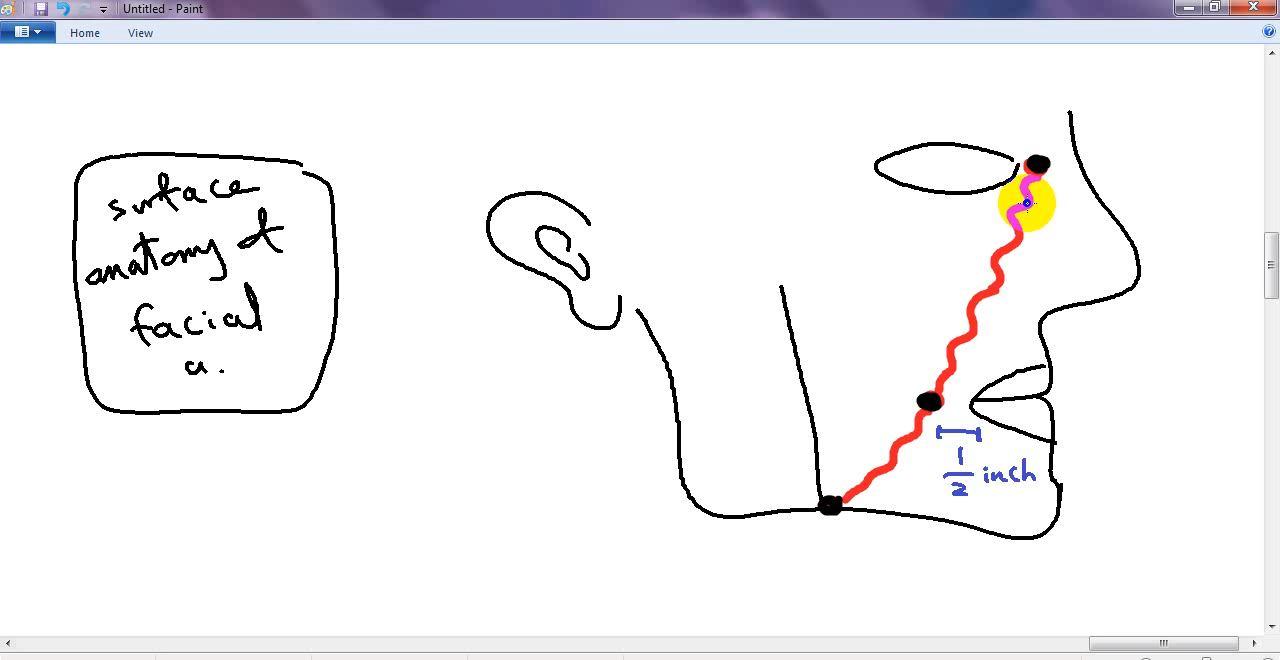 Untitled - Paint
Home View
surface
anatomy of
facial
a.
1
2 inch